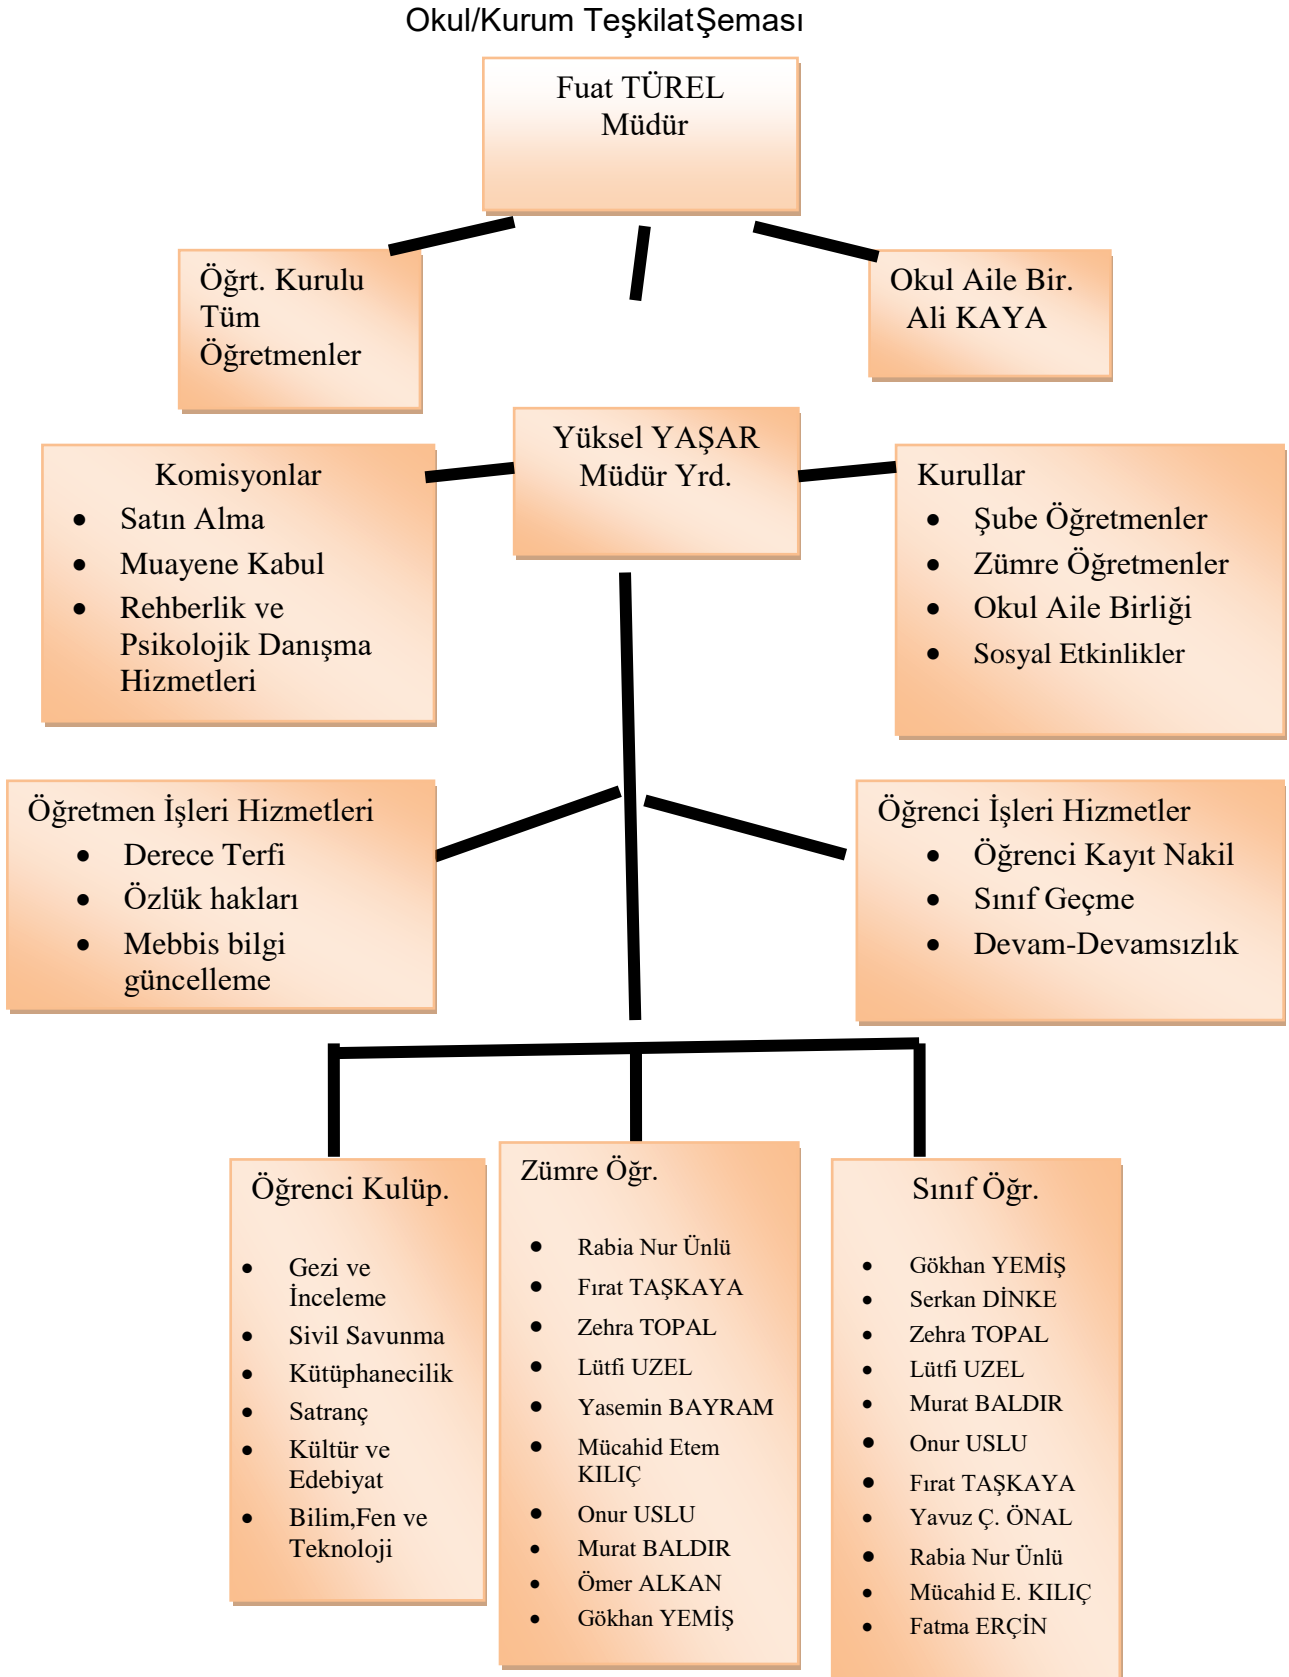 Okul/Kurum TeşkilatŞeması
Fuat TÜREL
Müdür
Öğrt. Kurulu
Tüm
Öğretmenler
Okul Aile Bir.
Ali KAYA
Yüksel YAŞAR
Müdür Yrd.
Komisyonlar
• Satın Alma
• Muayene Kabul
• Rehberlik ve
Psikolojik Danışma
Hizmetleri
Kurullar
• Şube Öğretmenler
• Zümre Öğretmenler
• Okul Aile Birliği
• Sosyal Etkinlikler
Öğretmen İşleri Hizmetleri
• Derece Terfi
• Özlük hakları
• Mebbis bilgi
güncelleme
Öğrenci İşleri Hizmetler
• Öğrenci Kayıt Nakil
• Sınıf Geçme
• Devam-Devamsızlık
Öğrenci Kulüp.
• Gezi ve
İnceleme
• Sivil Savunma
• Kütüphanecilik
• Satranç
• Kültür ve
Edebiyat
• Bilim,Fen ve
Teknoloji
Zümre Öğr.
• Rabia Nur Ünlü
• Fırat TAŞKAYA
• Zehra TOPAL
• Lütfi UZEL
• Yasemin BAYRAM
• Mücahid Etem
KILIÇ
• Onur USLU
• Murat BALDIR
• Ömer ALKAN
• Gökhan YEMİŞ
Sınıf Öğr.
• Gökhan YEMİŞ
• Serkan DİNKE
• Zehra TOPAL
• Lütfi UZEL
• Murat BALDIR
• Onur USLU
• Fırat TAŞKAYA
• Yavuz Ç. ÖNAL
• Rabia Nur Ünlü
• Mücahid E. KILIÇ
• Fatma ERÇİN